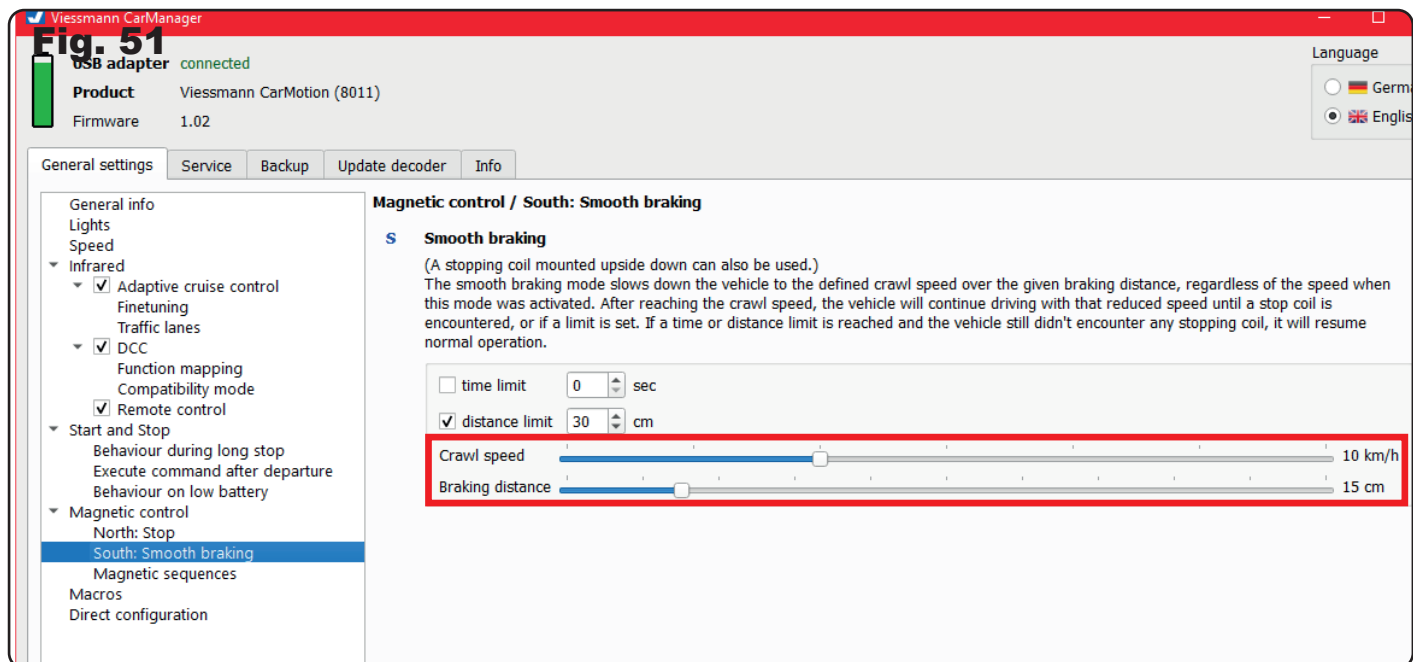 Viessmann CarManager
Fig. 51
USB adapter connected
Product Viessmann CarMotion (8011)
Firmware 1.02
Language
Germa
Englis
General settings Service Backup Update decoder Info
General info
Lights
Speed
Infrared
Adaptive cruise control
Finetuning
Traffic lanes
DCC
Function mapping
Compatibility mode
Remote control
Start and Stop
Behaviour during long stop
Execute command after departure
Behaviour on low battery
Magnetic control
North: Stop
South: Smooth braking
Magnetic sequences
Macros
Direct configuration
Magnetic control / South: Smooth braking
S Smooth braking
(A stopping coil mounted upside down can also be used.)
The smooth braking mode slows down the vehicle to the defined crawl speed over the given braking distance, regardless of the speed when
this mode was activated. After reaching the crawl speed, the vehicle will continue driving with that reduced speed until a stop coil is
encountered, or if a limit is set. If a time or distance limit is reached and the vehicle still didn't encounter any stopping coil, it will resume
normal operation.
time limit 0 sec
distance limit 30 cm
Crawl speed 10 km/h
Braking distance 15 cm